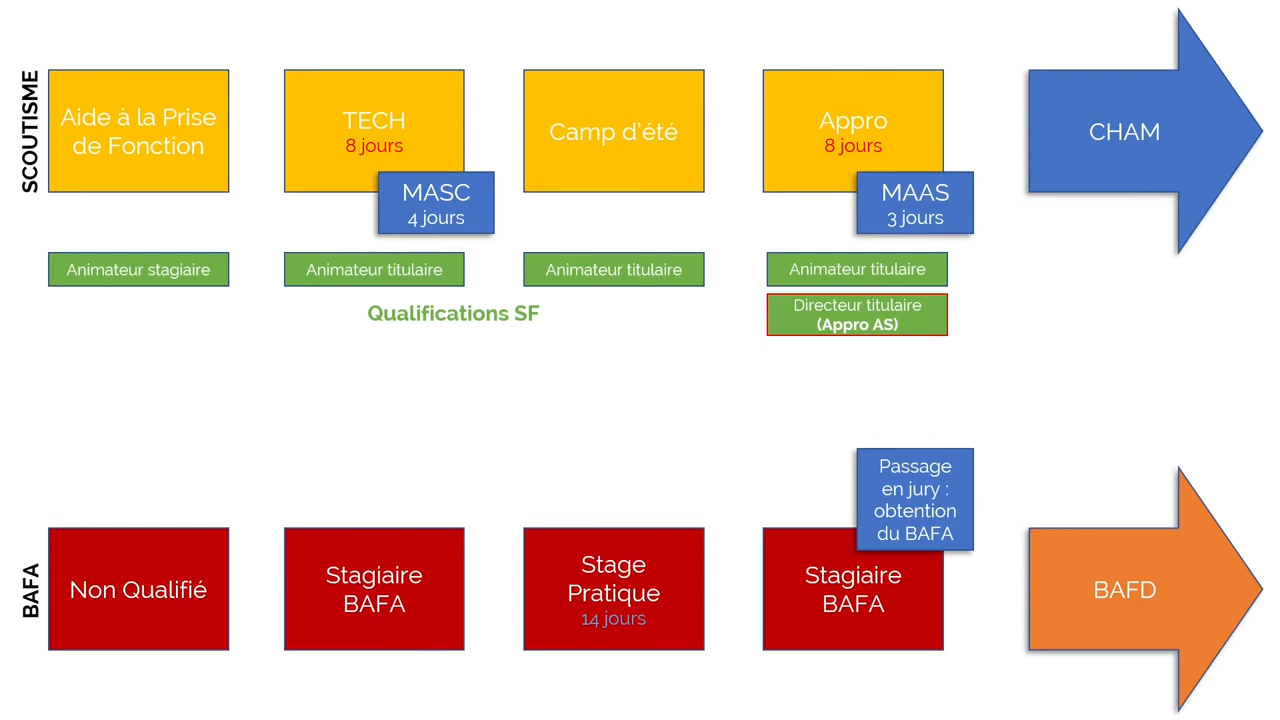 SCOUTISME
Aide à la Prise
de Fonction
TECH
8 jours
MASC
4 jours
Camp d'été
Appro
8 jours
MAAS
3 jours
CHAM
Animateur stagiaire
Animateur titulaire
Animateur titulaire
Animateur titulaire
Directeur titulaire
(Appro AS)
Qualifications SF
BAFA
Non Qualifié
Stagiaire
BAFA
Stage
Pratique
14 jours
Stagiaire
BAFA
Passage
en jury :
obtention
du BAFA
BAFD